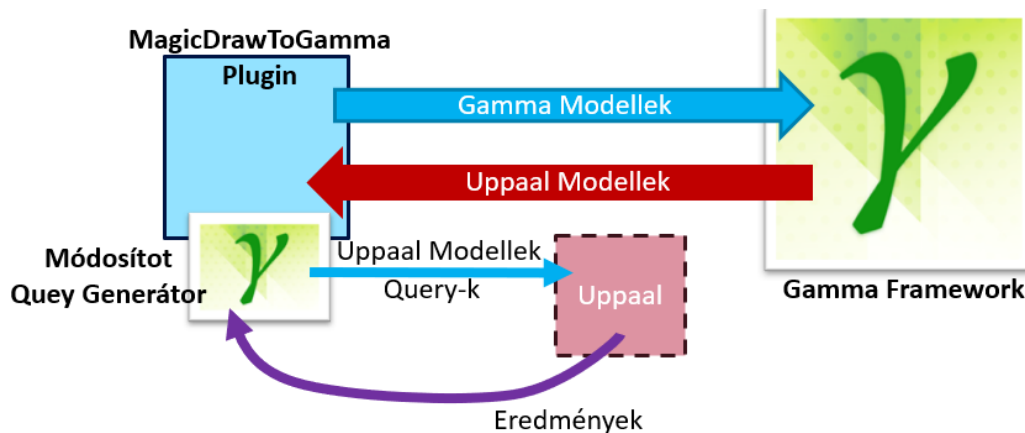 MagicDrawToGamma
Plugin
Gamma Modellek
Uppaal Modellek
Módosítot
Quey Generátor
Uppaal Modellek
Query-k
Uppaal
Gamma Framework
Eredmények